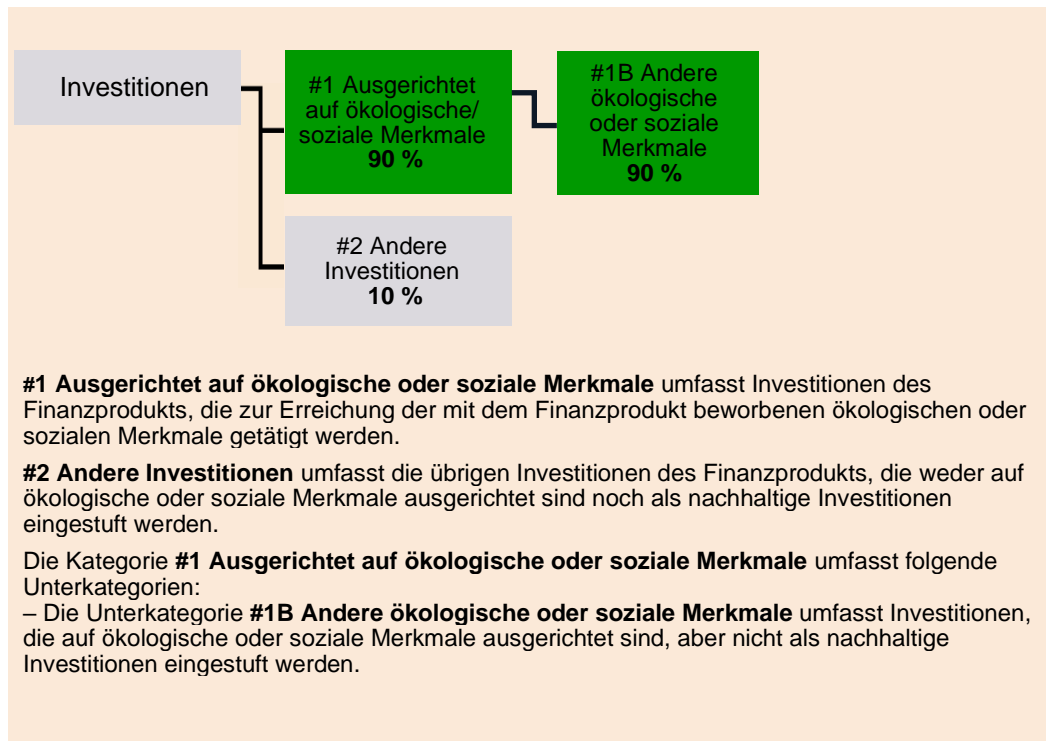 Investitionen
#1 Ausgerichtet
auf ökologische/
soziale Merkmale
90 %
#1B Andere
ökologische
oder soziale
Merkmale
90 %
#2 Andere
Investitionen
10 %
#1 Ausgerichtet auf ökologische oder soziale Merkmale umfasst Investitionen des
Finanzprodukts, die zur Erreichung der mit dem Finanzprodukt beworbenen ökologischen oder
sozialen Merkmale getätigt werden.
#2 Andere Investitionen umfasst die übrigen Investitionen des Finanzprodukts, die weder auf
ökologische oder soziale Merkmale ausgerichtet sind noch als nachhaltige Investitionen
eingestuft werden.
Die Kategorie #1 Ausgerichtet auf ökologische oder soziale Merkmale umfasst folgende
Unterkategorien:
– Die Unterkategorie #1B Andere ökologische oder soziale Merkmale umfasst Investitionen,
die auf ökologische oder soziale Merkmale ausgerichtet sind, aber nicht als nachhaltige
Investitionen eingestuft werden.